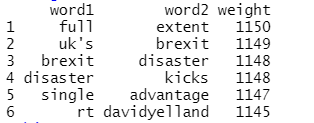 word1 word2 weight
1 full extent 1150
2 uk's brexit 1149
3 brexit disaster 1148
4 disaster kicks 1148
5 single advantage 1147
6 rt davidyelland 1145